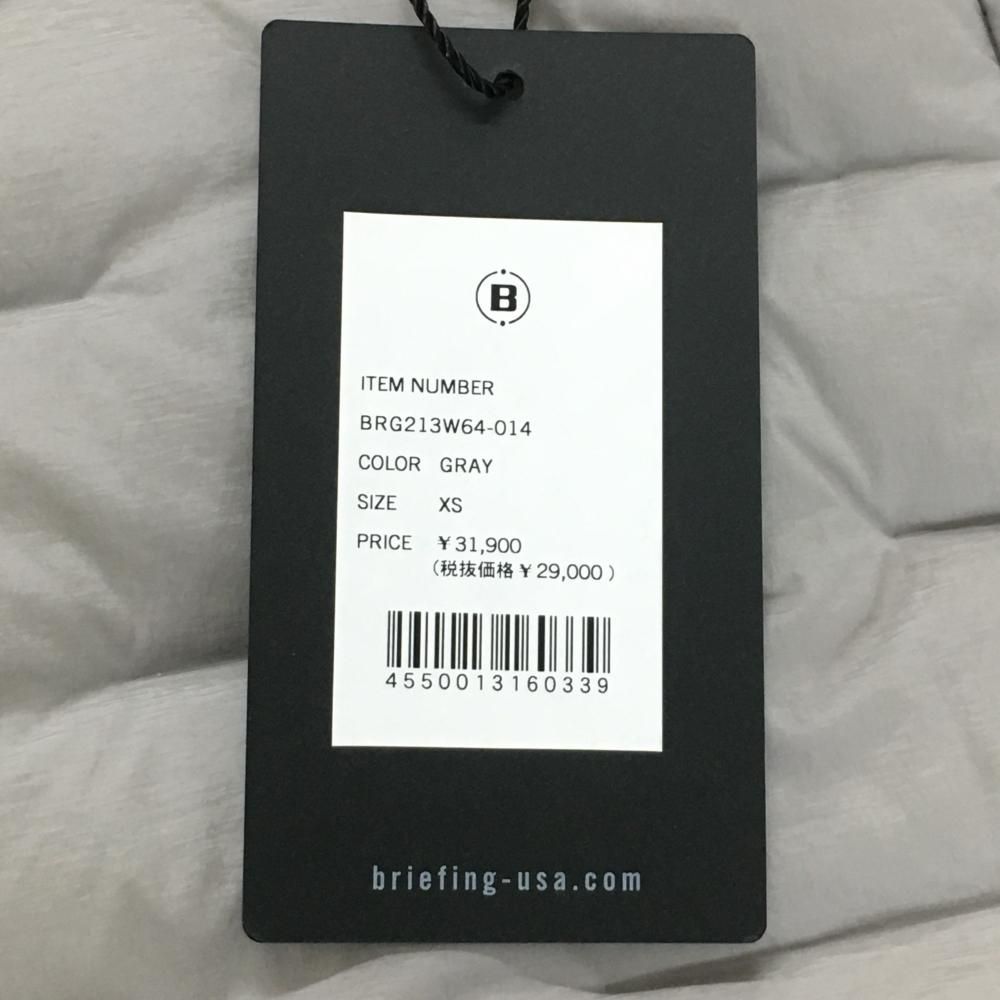 B
ITEM NUMBER
BRG213W64-014
COLOR GRAY
SIZE XS
PRICE ¥31,900
（税抜価格¥29,000）
4550013160339
briefing-usa.com